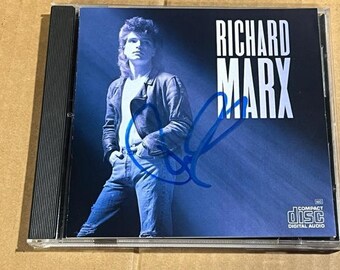 RICHARD
MARX
COMPACT
disc
DIGITAL AUDIO